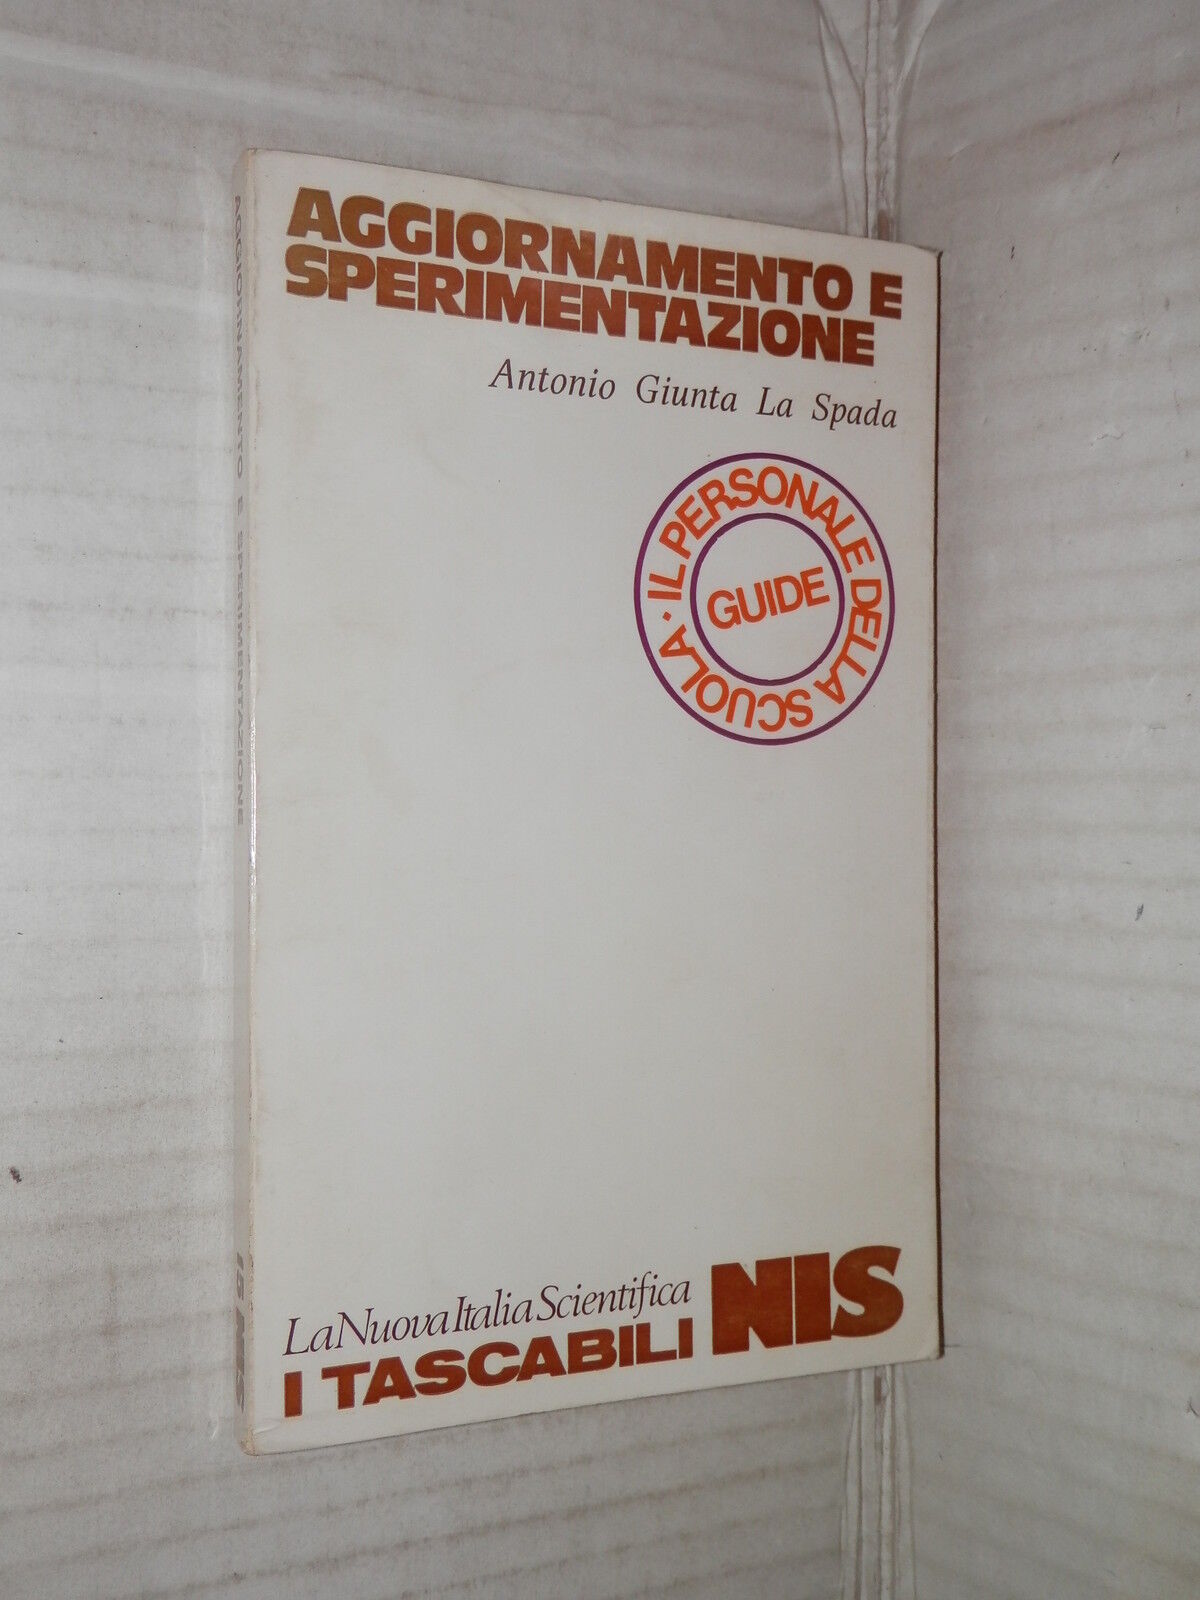 AGGIORNAMENTO E
SPERIMENTAZIONE
Antonio Giunta La Spada
IL PERSONALE DELLA SCUOLA ·
GUIDE
La Nuova Italia Scientifica
I TASCABILI NIS
AGGIORNAMENTO E SPERIMENTAZIONE